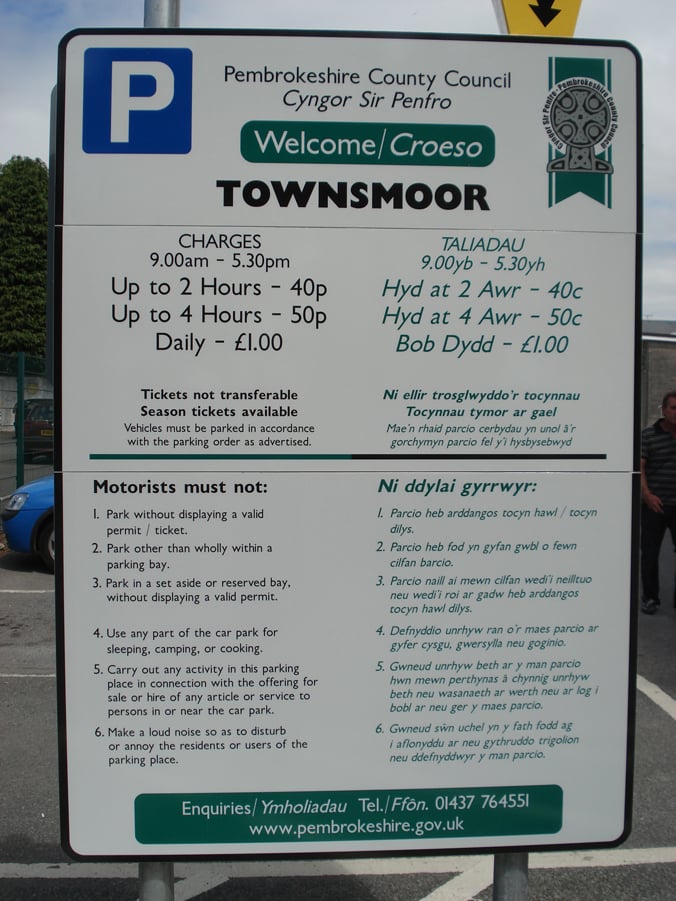 P
Pembrokeshire County Council
Cyngor Sir Penfro
Welcome/Croeso
Cyngor Sir Penfro - Pembrokeshire County Council
TOWNSMOOR
CHARGES
9.00am - 5.30pm
Up to 2 Hours - 40p
Up to 4 Hours - 50p
Daily - £1.00
TALIADAU
9.00yb - 5.30yh
Hyd at 2 Awr - 40c
Hyd at 4 Awr - 50c
Bob Dydd - £1.00
Tickets not transferable
Season tickets available
Vehicles must be parked in accordance
with the parking order as advertised.
Ni ellir trosglwyddo'r tocynnau
Tocynnau tymor ar gael
Mae'n rhaid parcio cerbydau yn unol â'r
gorchymyn parcio fel y'i hysbysebwyd
Motorists must not:
1. Park without displaying a valid
permit / ticket.
2. Park other than wholly within a
parking bay.
3. Park in a set aside or reserved bay,
without displaying a valid permit.
4. Use any part of the car park for
sleeping, camping, or cooking.
5. Carry out any activity in this parking
place in connection with the offering for
sale or hire of any article or service to
persons in or near the car park.
6. Make a loud noise so as to disturb
or annoy the residents or users of the
parking place.
Ni ddylai gyrrwyr:
1. Parcio heb arddangos tocyn hawl / tocyn
dilys.
2. Parcio heb fod yn gyfan gwbl o fewn
cilfan barcio.
3. Parcio naill ai mewn cilfan wedi'i neilltuo
neu wedi'i roi ar gadw heb arddangos
tocyn hawl dilys.
4. Defnyddio unrhyw ran o'r maes parcio ar
gyfer cysgu, gwersylla neu goginio.
5. Gwneud unrhyw beth ar y man parcio
hwn mewn perthynas â chynnig unrhyw
beth neu wasanaeth ar werth neu ar log i
bobl ar neu ger y maes parcio.
6. Gwneud sŵn uchel yn y fath fodd ag
i aflonyddu ar neu gythruddo trigolion
neu ddefnyddwyr y man parcio.
Enquiries/Ymholiadau Tel./Ffôn. 01437 764551
www.pembrokeshire.gov.uk